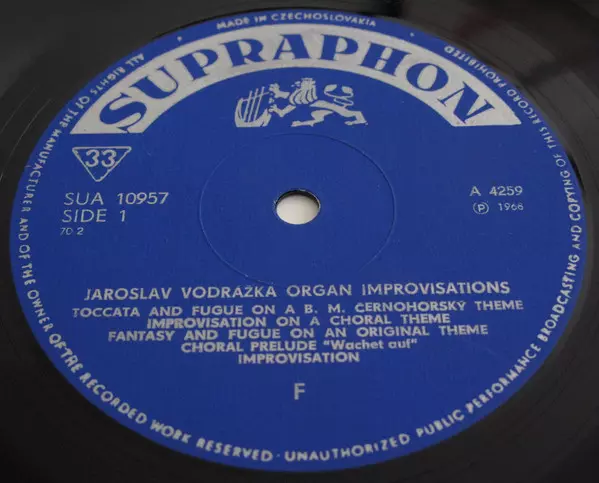 MADE IN CZECHOSLOVAKIA
SUPRAPHON
33
SUA 10957
SIDE 1
70 2
A 4259
Ⓟ 1966
JAROSLAV VODRÁŽKA ORGAN IMPROVISATIONS
TOCCATA AND FUGUE ON A B. M. ČERNOHORSKÝ THEME
IMPROVISATION ON A CHORAL THEME
FANTASY AND FUGUE ON AN ORIGINAL THEME
CHORAL PRELUDE "Wachet auf"
IMPROVISATION
F
ALL RIGHTS OF THE MANUFACTURER AND OF THE OWNER OF THE RECORDED WORK RESERVED · UNAUTHORIZED PUBLIC PERFORMANCE BROADCASTING AND COPYING OF THIS RECORD PROHIBITED